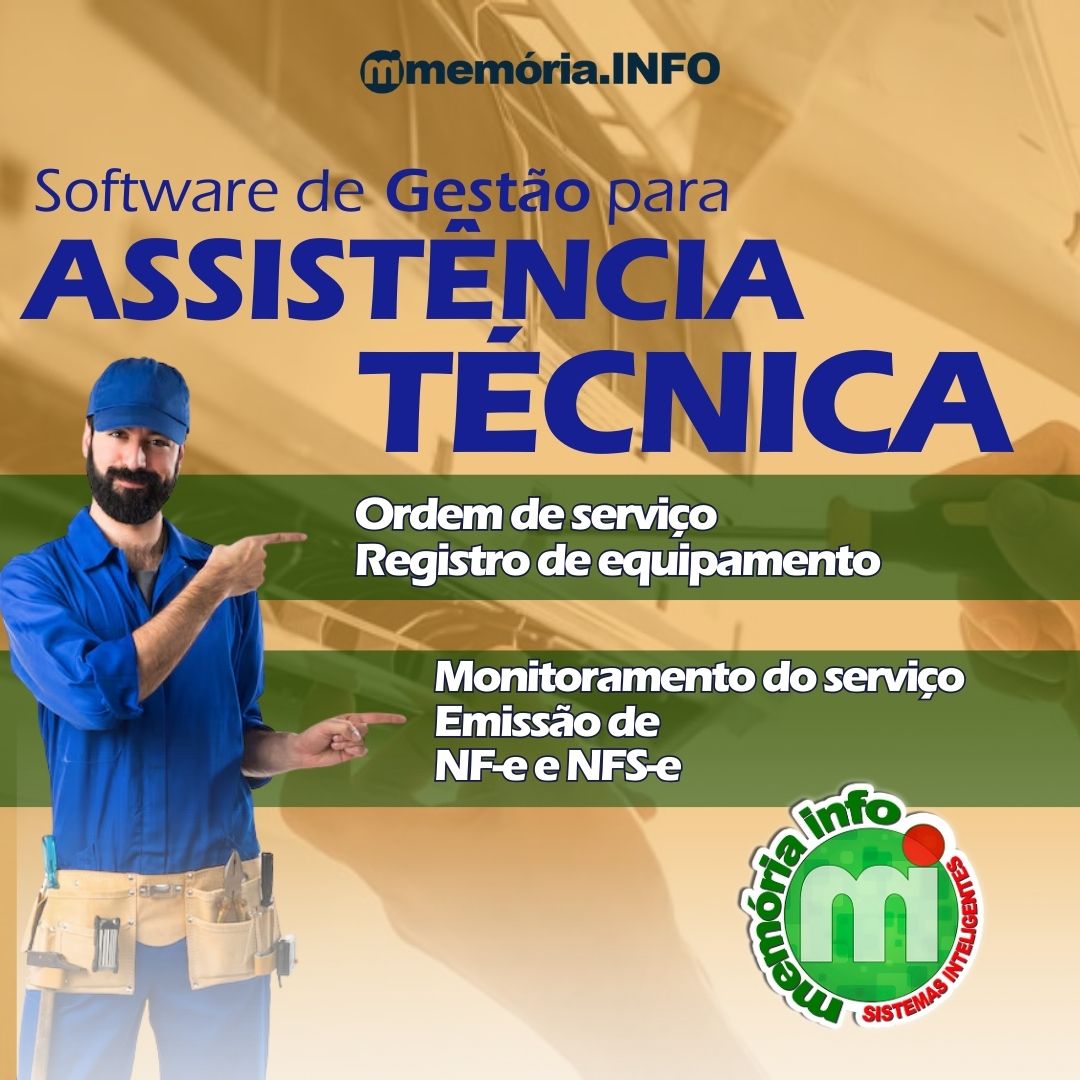 mi memória.INFO
Software de Gestão para
ASSISTÊNCIA
TÉCNICA
Ordem de serviço
Registro de equipamento
Monitoramento do serviço
Emissão de
NF-e e NFS-e
memória info
mi
SISTEMAS INTELIGENTES